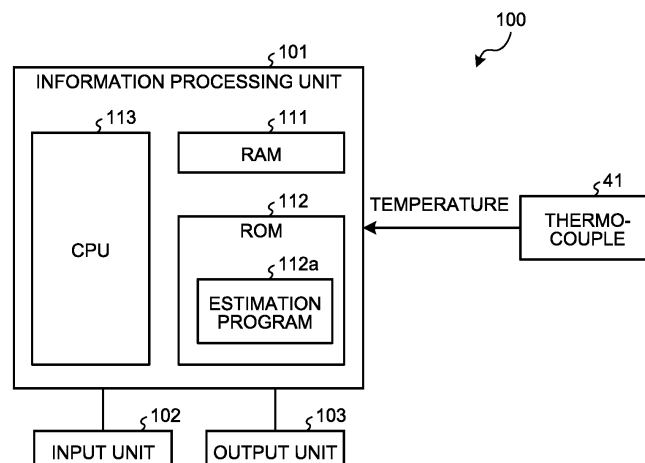 100
101
INFORMATION PROCESSING UNIT
113
CPU
111
RAM
112
ROM
112a
ESTIMATION
PROGRAM
TEMPERATURE
41
THERMO-
COUPLE
102
INPUT UNIT
103
OUTPUT UNIT